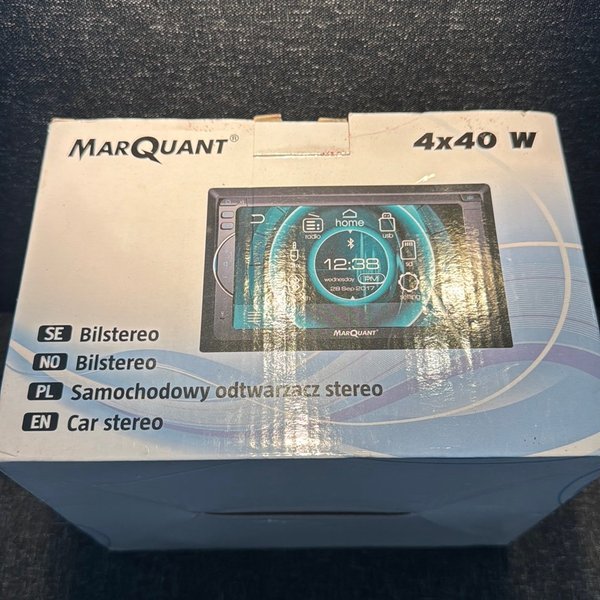 MARQUANT®
4x40 W
radio
home
usb
12:38
wednesday
PM
28 Sep 2017
sd
setting
MARQUANT
SE Bilstereo
NO Bilstereo
PL Samochodowy odtwarzacz stereo
EN Car stereo